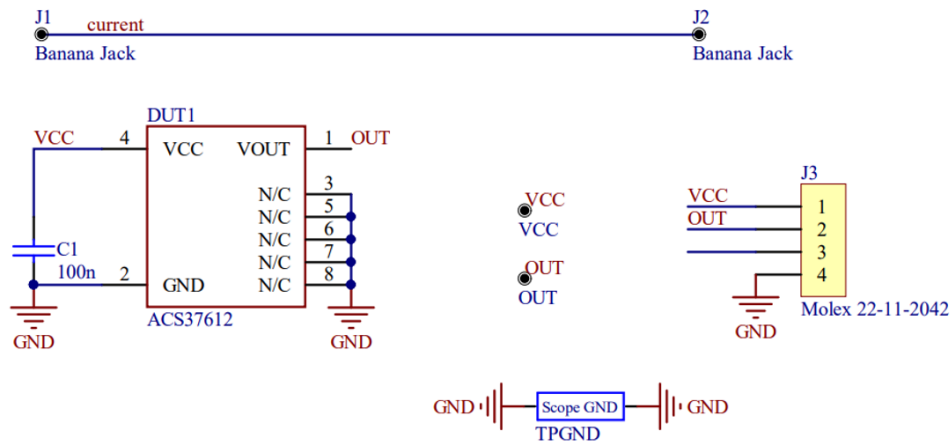 J1
current
J2
Banana Jack
Banana Jack
DUT1
VCC 4 VCC VOUT 1 OUT
N/C 3
N/C 5
N/C 6
N/C 7
N/C 8
C1
100n
2 GND
GND
ACS37612
GND
VCC
VCC
OUT
OUT
J3
VCC 1
OUT 2
3
4
GND
Molex 22-11-2042
GND Scope GND GND
TPGND